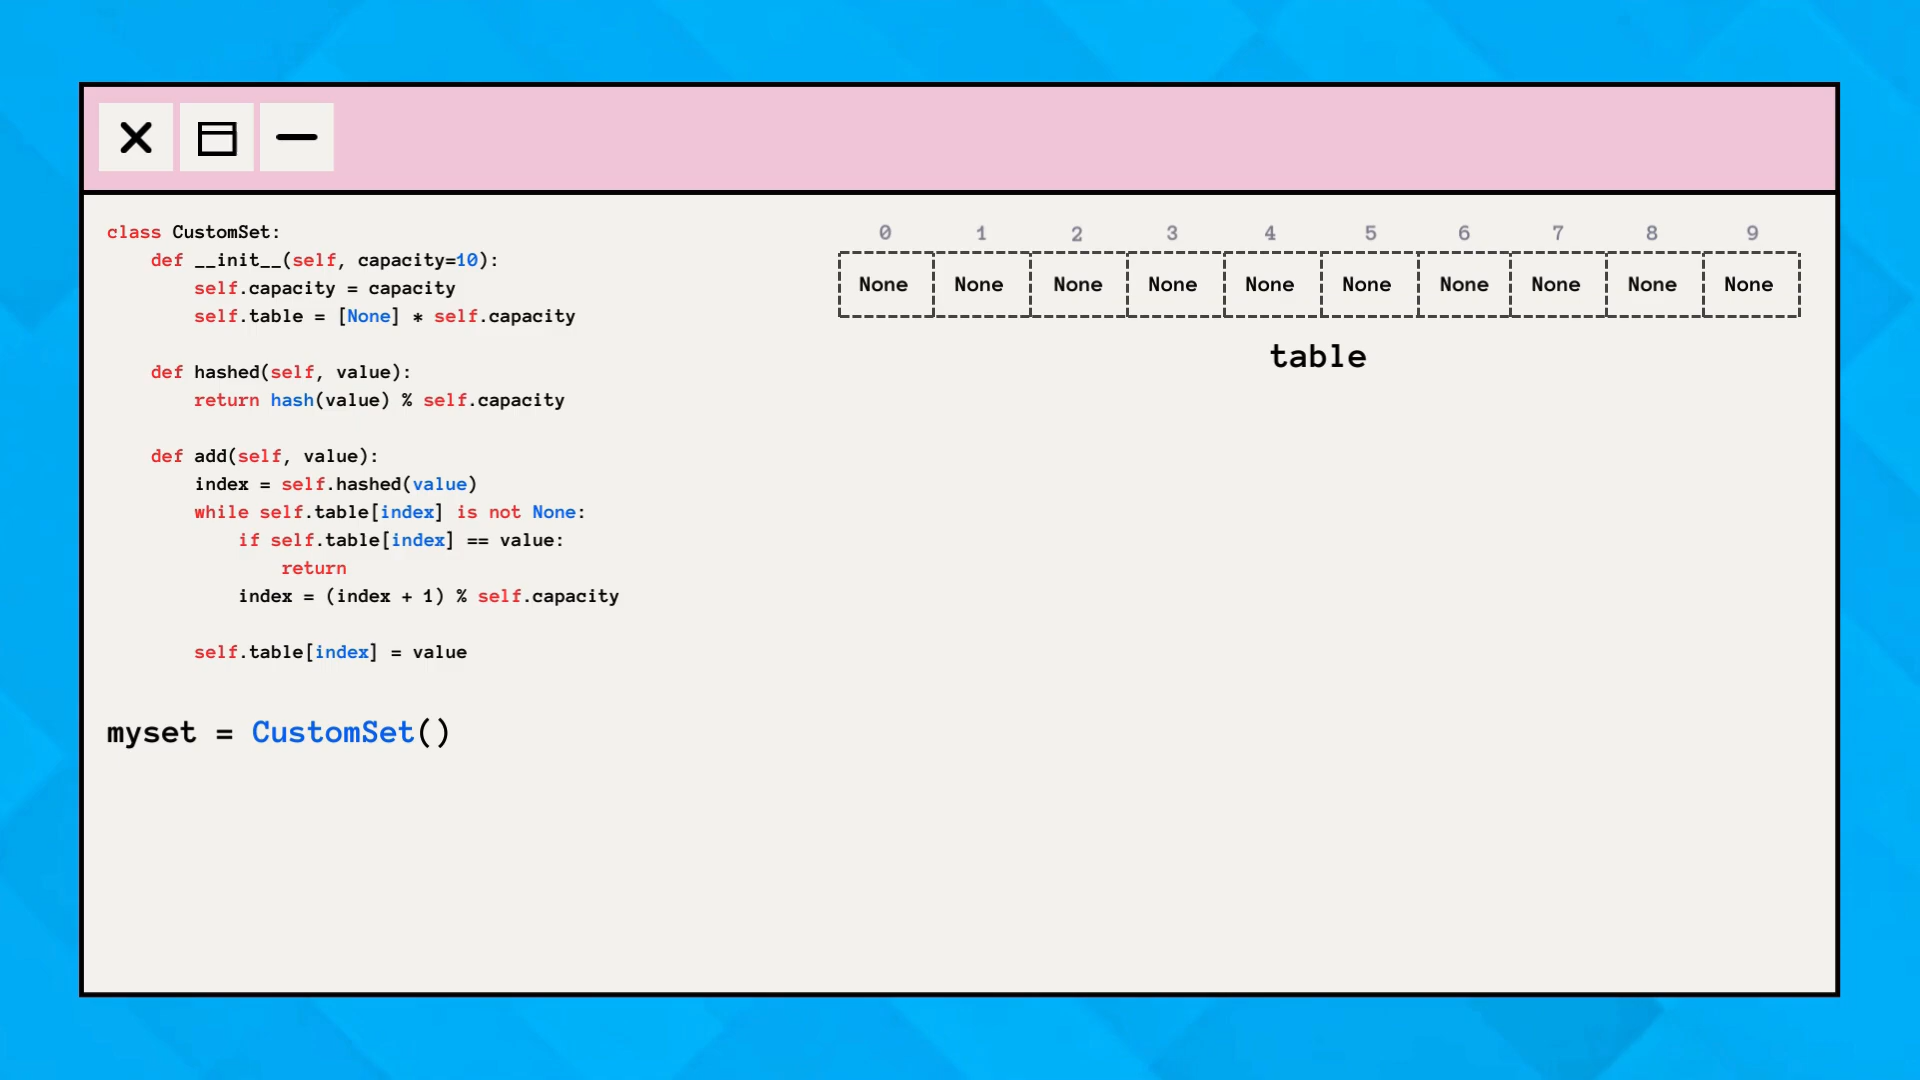 class CustomSet:
    def __init__(self, capacity=10):
        self.capacity = capacity
        self.table = [None] * self.capacity

    def hashed(self, value):
        return hash(value) % self.capacity

    def add(self, value):
        index = self.hashed(value)
        while self.table[index] is not None:
            if self.table[index] == value:
                return
            index = (index + 1) % self.capacity

        self.table[index] = value

myset = CustomSet()
0 1 2 3 4 5 6 7 8 9
None None None None None None None None None None
table